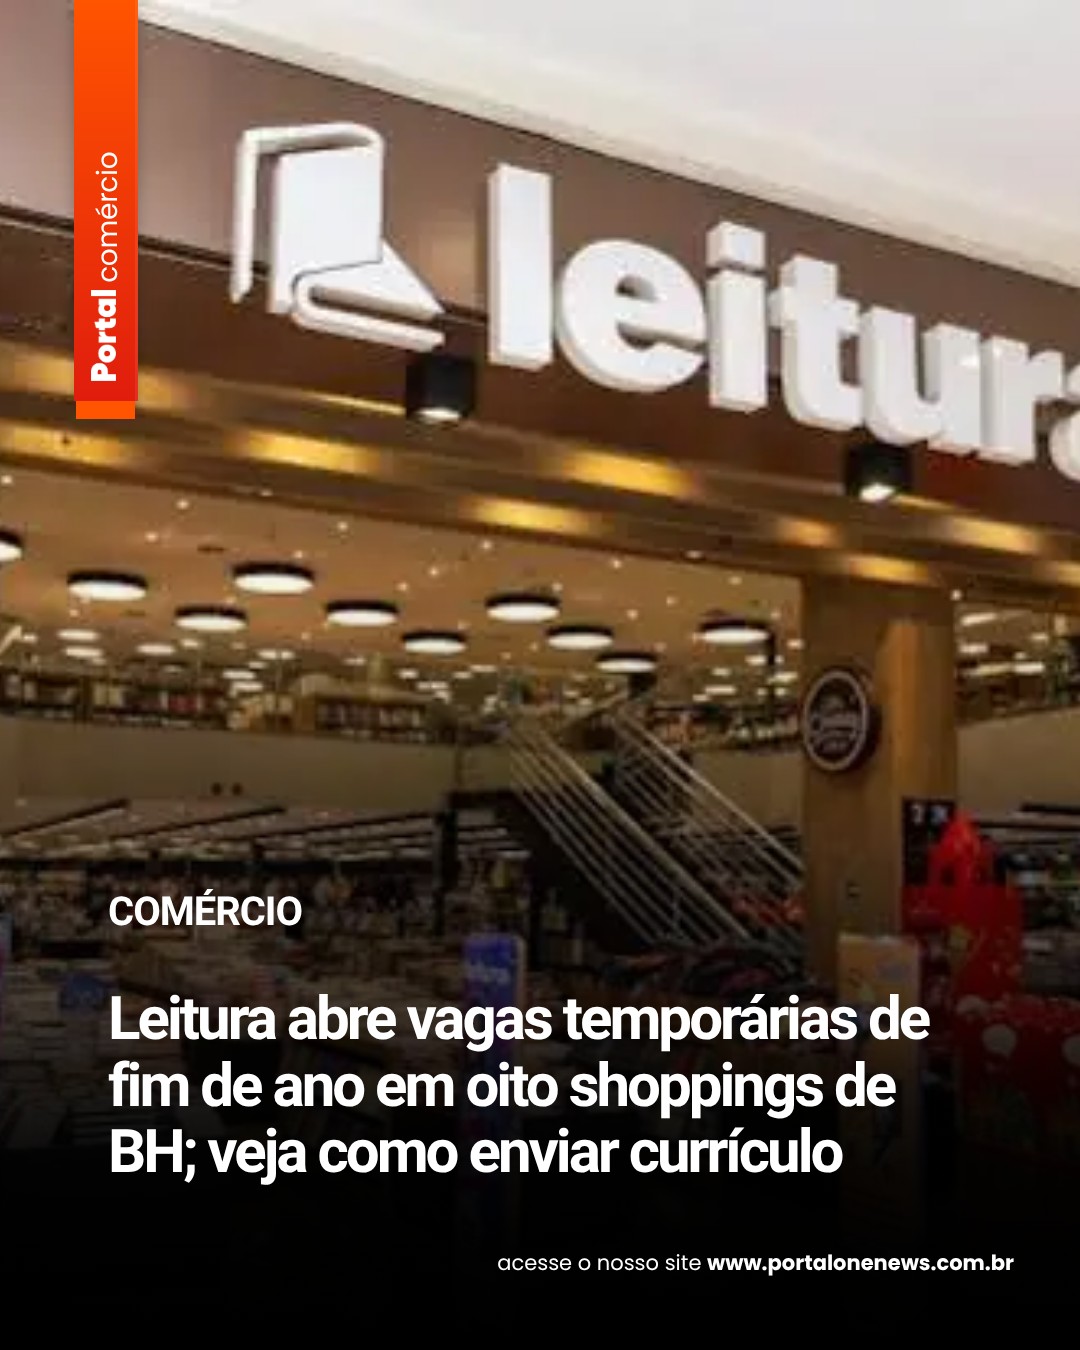 Portal comércio
leitura
COMÉRCIO
Leitura abre vagas temporárias de
fim de ano em oito shoppings de
BH; veja como enviar currículo
acesse o nosso site www.portalonenews.com.br